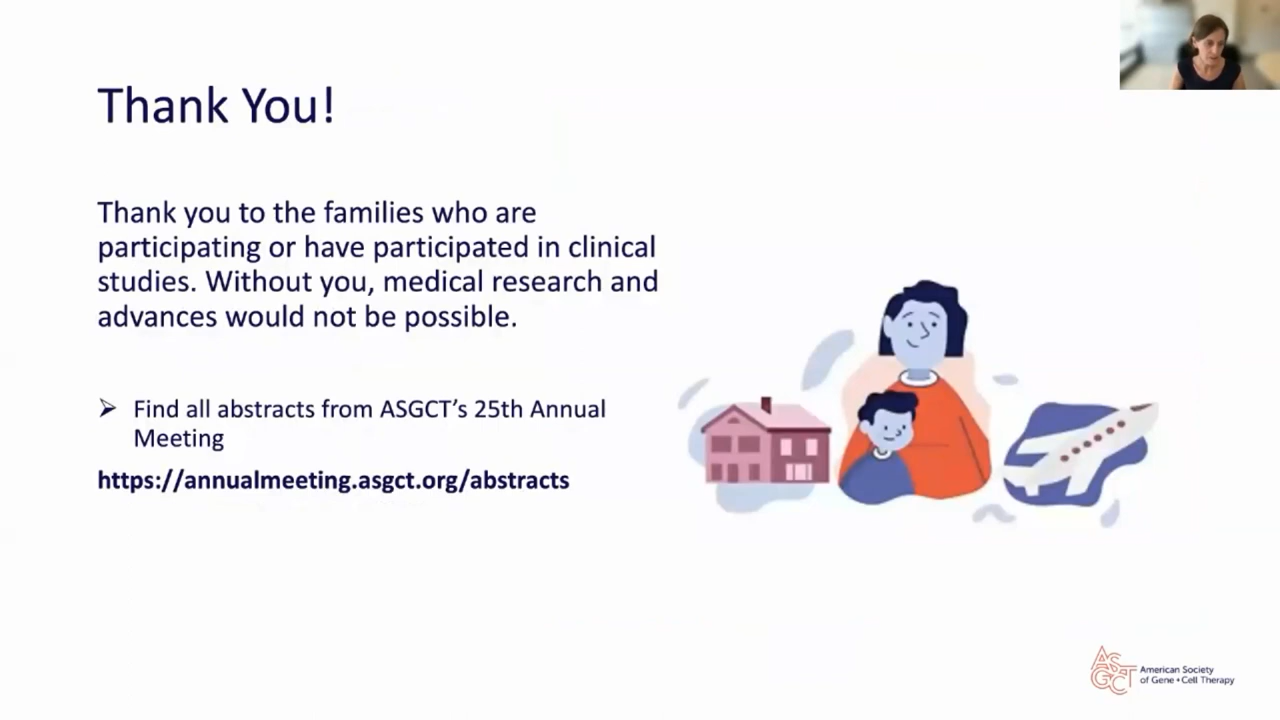 Thank You!
Thank you to the families who are
participating or have participated in clinical
studies. Without you, medical research and
advances would not be possible.
➢ Find all abstracts from ASGCT’s 25th Annual
Meeting
https://annualmeeting.asgct.org/abstracts
ASGCT
American Society
of Gene + Cell Therapy